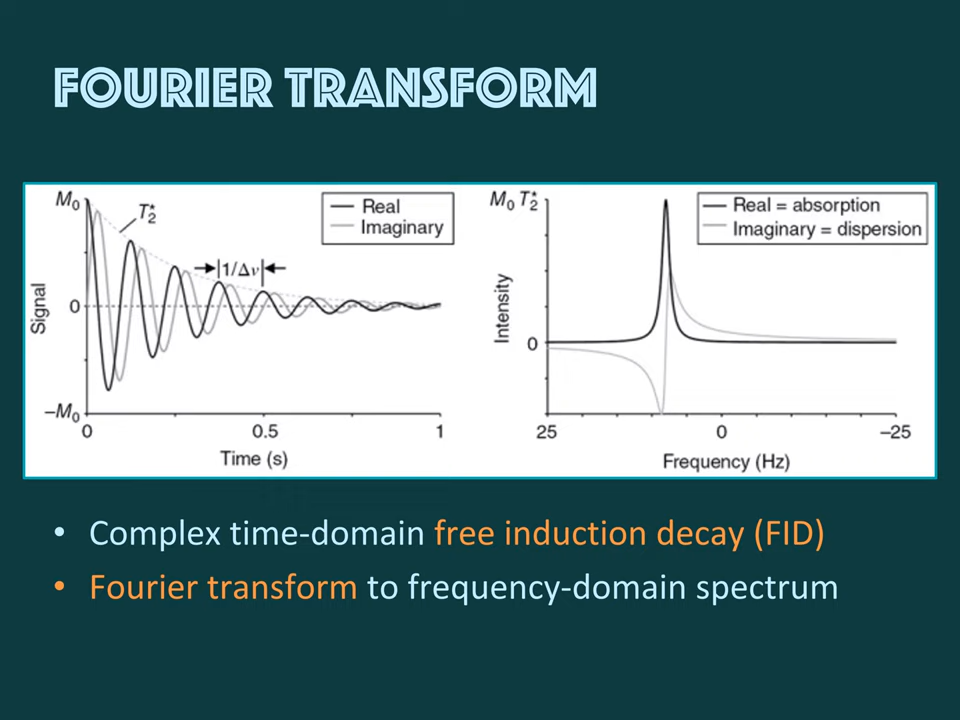 FOURIER TRANSFORM
M₀
T₂*
Real
Imaginary
1/Δν
Signal
0
−M₀
0
0.5
1
Time (s)
M₀ T₂*
Real = absorption
Imaginary = dispersion
Intensity
0
25
0
−25
Frequency (Hz)
• Complex time-domain free induction decay (FID)
• Fourier transform to frequency-domain spectrum